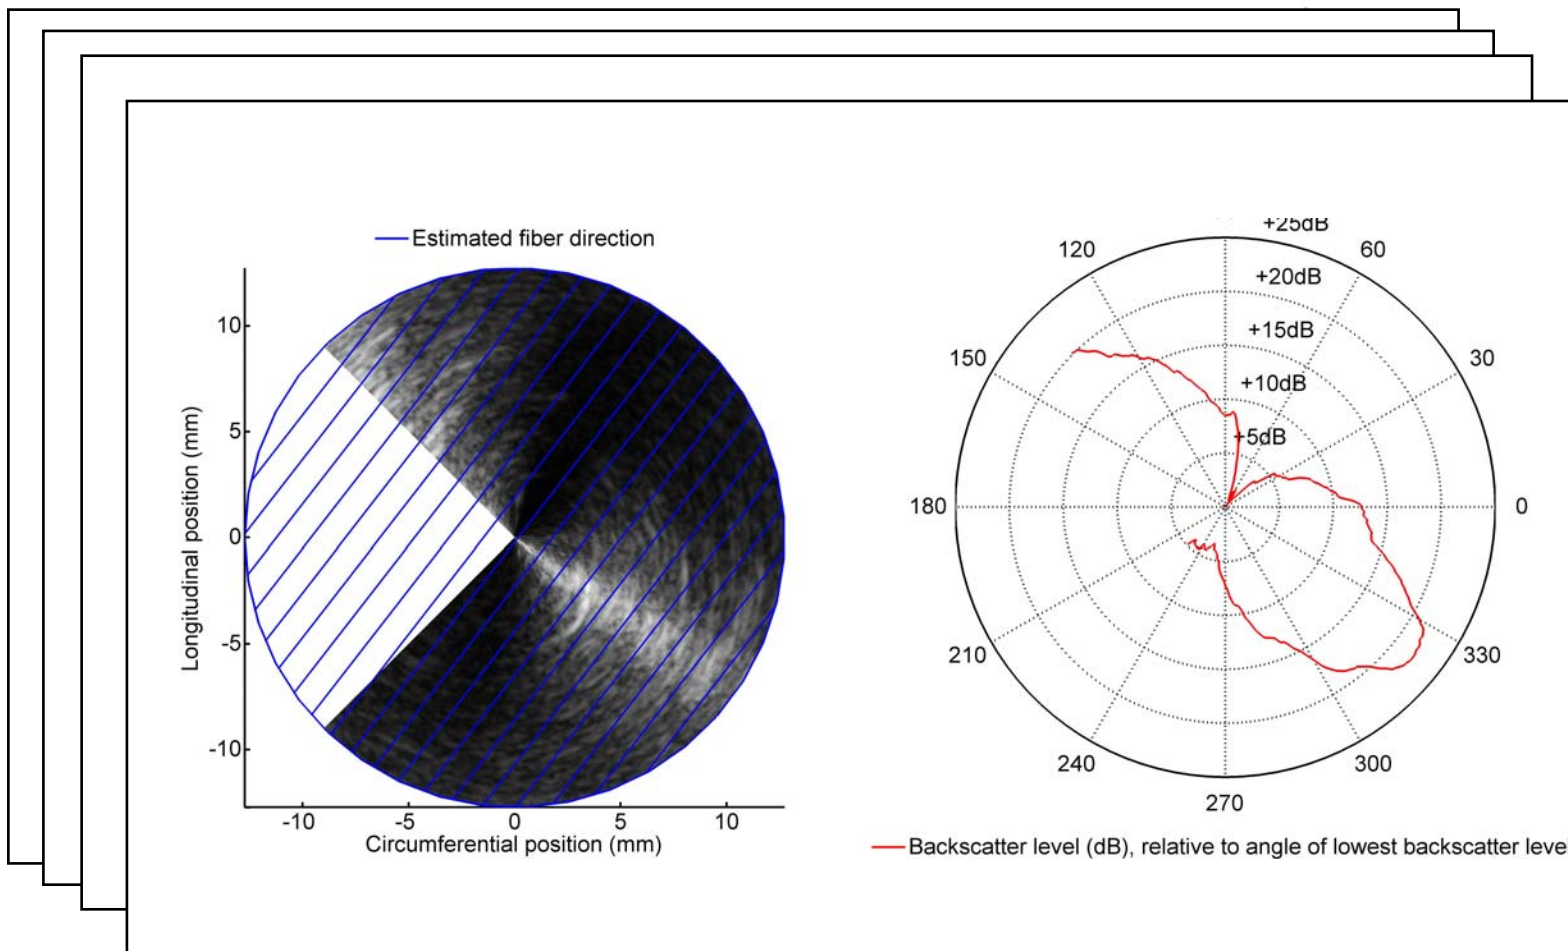 Estimated fiber direction
10
5
0
-5
-10
Longitudinal position (mm)
-10
-5
0
5
10
Circumferential position (mm)
+25dB
120
60
+20dB
+15dB
150
30
+10dB
+5dB
180
0
210
330
240
300
270
Backscatter level (dB), relative to angle of lowest backscatter level